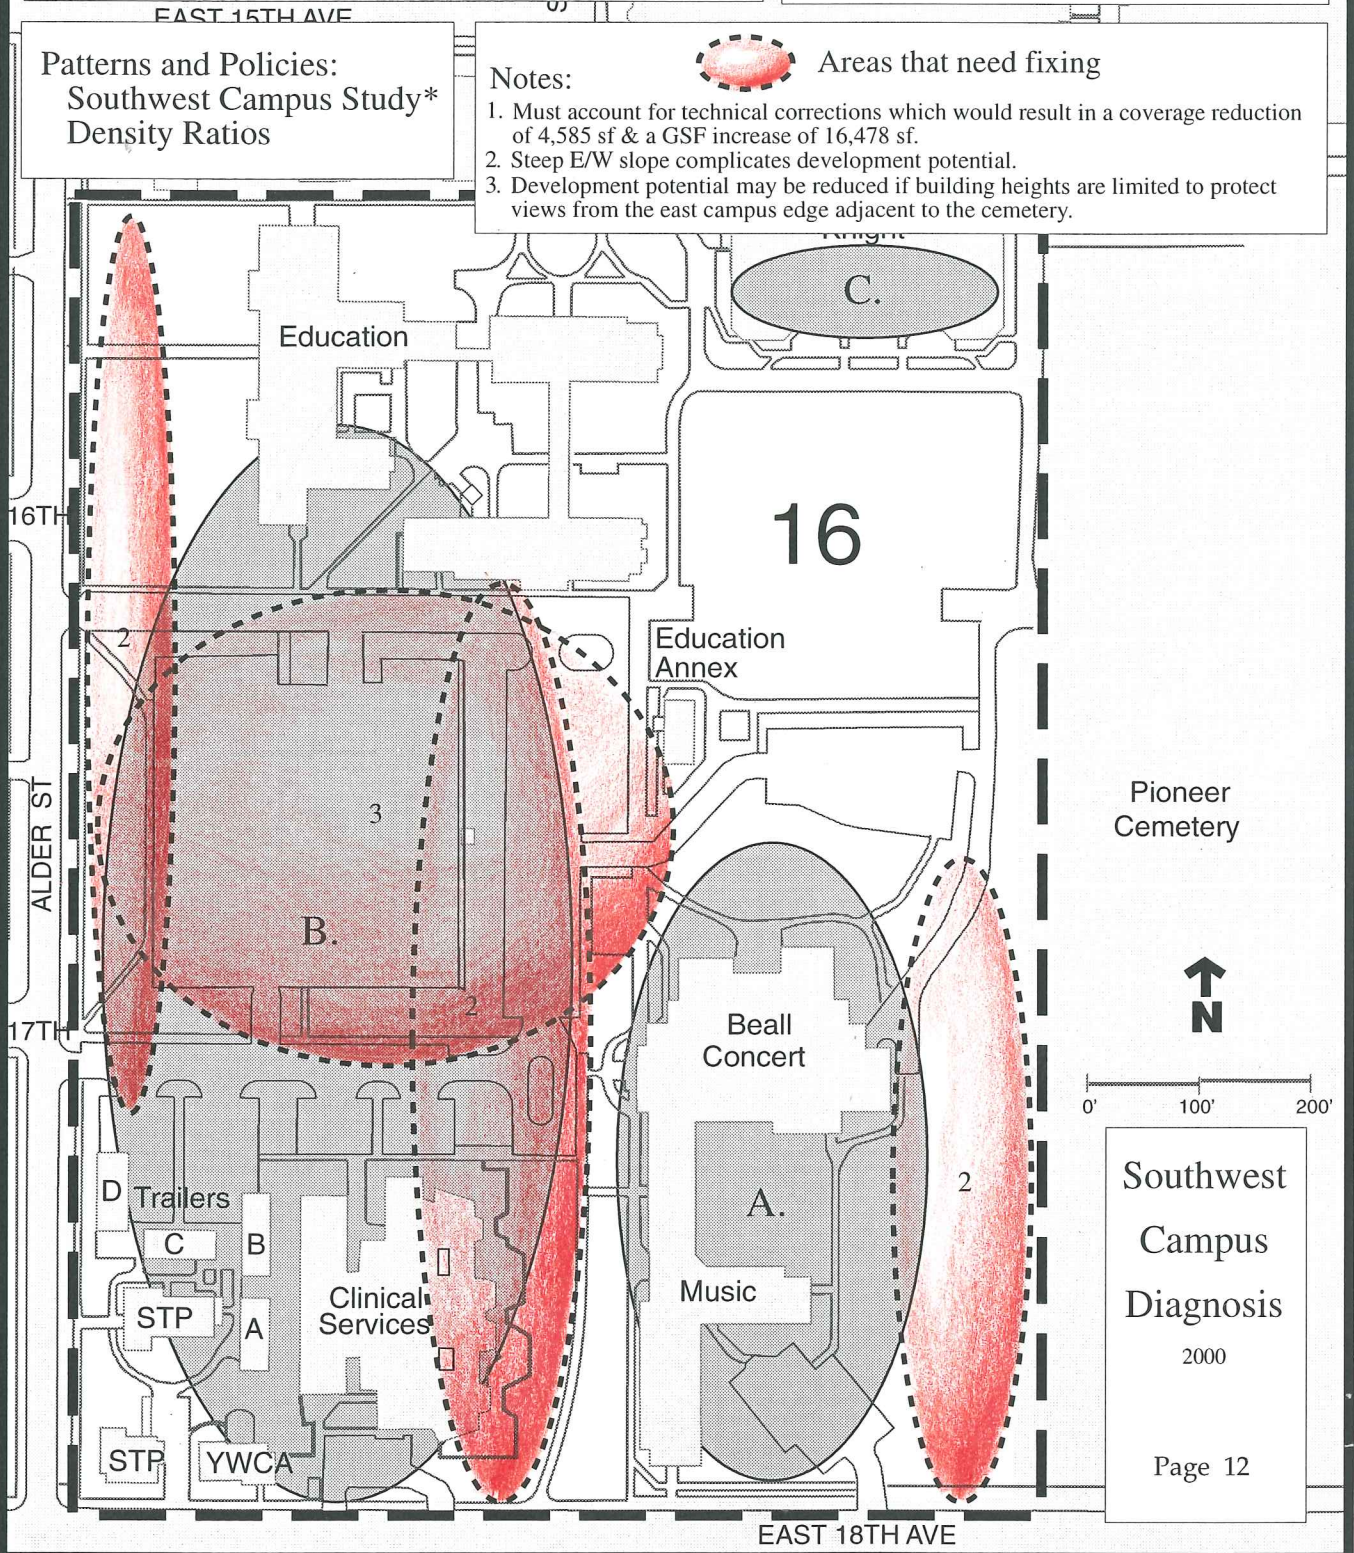 EAST 15TH AVE
S
Patterns and Policies:
Southwest Campus Study*
Density Ratios
Areas that need fixing
Notes:
1. Must account for technical corrections which would result in a coverage reduction
of 4,585 sf & a GSF increase of 16,478 sf.
2. Steep E/W slope complicates development potential.
3. Development potential may be reduced if building heights are limited to protect
views from the east campus edge adjacent to the cemetery.
Knight
C.
Education
16TH
16
2
Education
Annex
3
ALDER ST
Pioneer
Cemetery
B.
2
17TH
Beall
Concert
N
0' 100' 200'
D Trailers
C
B
A.
2
Southwest
Campus
Diagnosis
2000
Page 12
STP
A
Clinical
Services
Music
STP
YWCA
EAST 18TH AVE